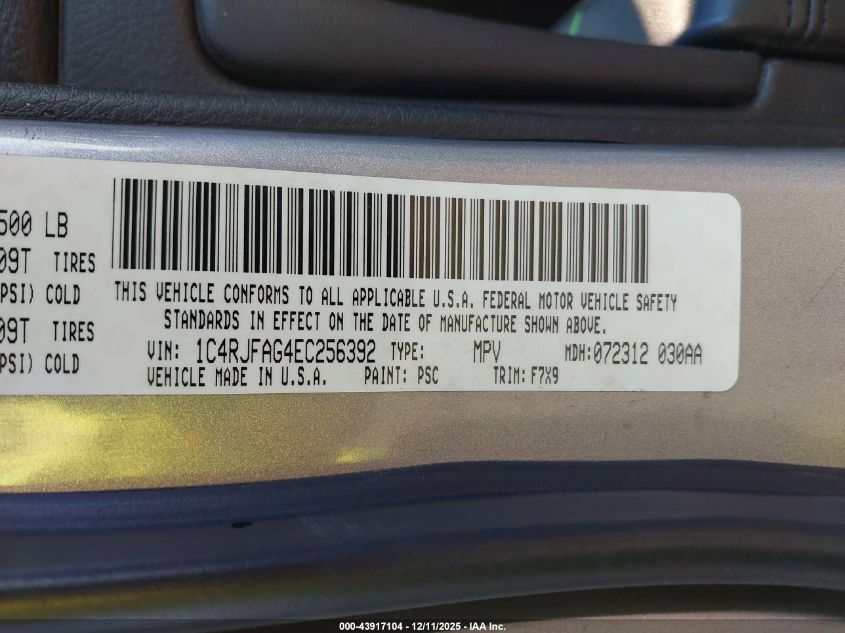 500 LB
09T TIRES
PSI) COLD
09T TIRES
PSI) COLD
THIS VEHICLE CONFORMS TO ALL APPLICABLE U.S.A. FEDERAL MOTOR VEHICLE SAFETY
STANDARDS IN EFFECT ON THE DATE OF MANUFACTURE SHOWN ABOVE.
VIN: 1C4RJFAG4EC256392 TYPE: MPV MDH:072312 030AA
VEHICLE MADE IN U.S.A. PAINT: PSC TRIM: F7X9
000-43917104 - 12/11/2025 - IAA Inc.